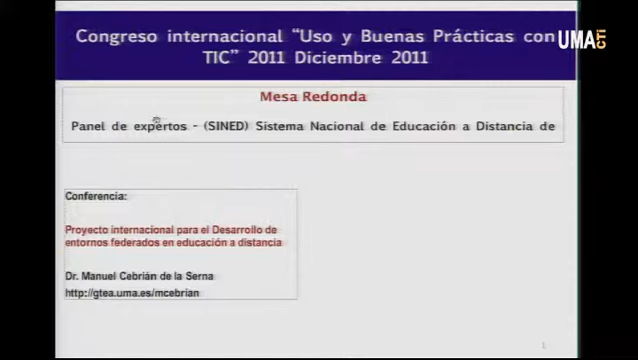 Congreso internacional “Uso y Buenas Prácticas con
TIC” 2011 Diciembre 2011
UMA CTI
Mesa Redonda
Panel de expertos - (SINED) Sistema Nacional de Educación a Distancia de
Conferencia:
Proyecto internacional para el Desarrollo de
entornos federados en educación a distancia
Dr. Manuel Cebrián de la Serna
http://gtea.uma.es/mcebrian
1